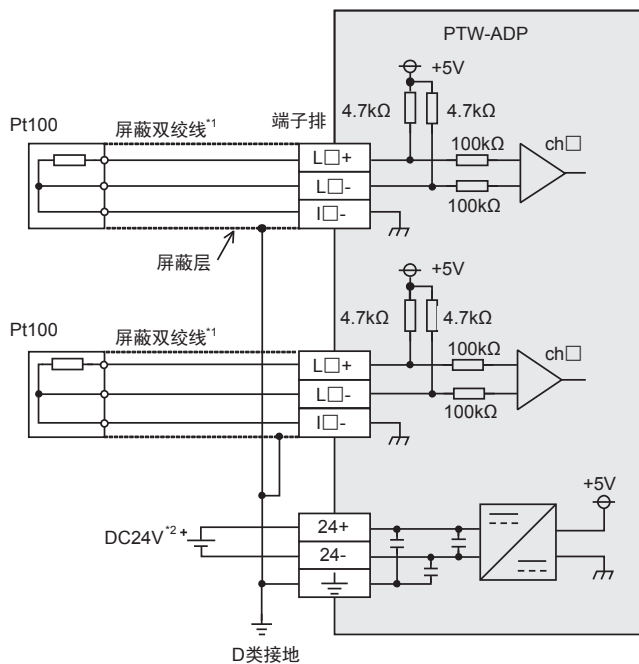 PTW-ADP
+5V
4.7kΩ 4.7kΩ
Pt100 屏蔽双绞线*1 端子排
100kΩ ch□
L□+
L□-
100kΩ
I□-
屏蔽层
+5V
4.7kΩ 4.7kΩ
Pt100 屏蔽双绞线*1
100kΩ ch□
L□+
L□-
100kΩ
I□-
+5V
DC24V*2 +
24+
24-
D类接地